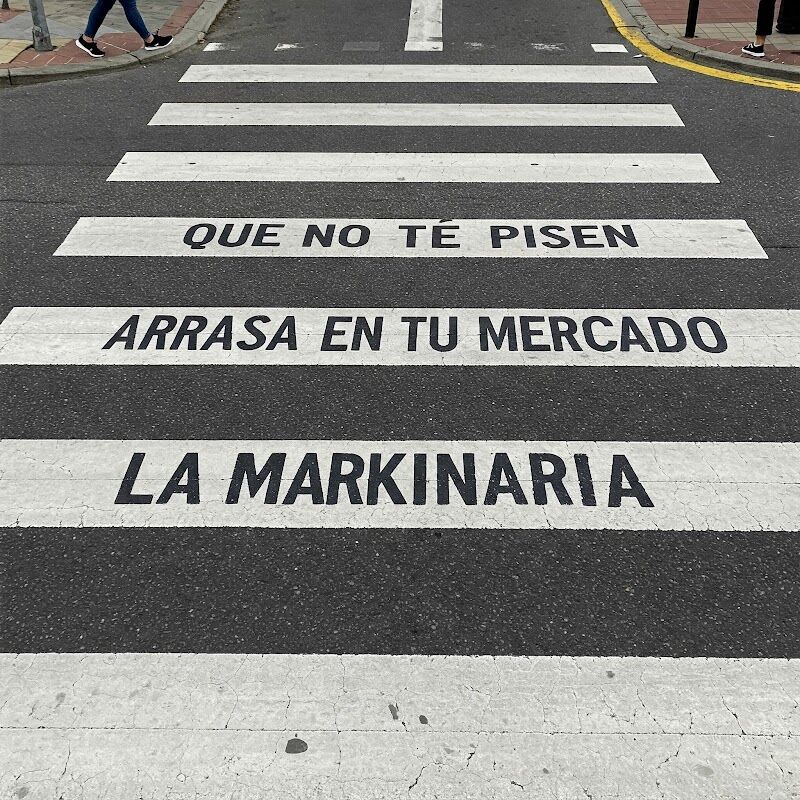 QUE NO TÉ PISEN
ARRASA EN TU MERCADO
LA MARKINARIA